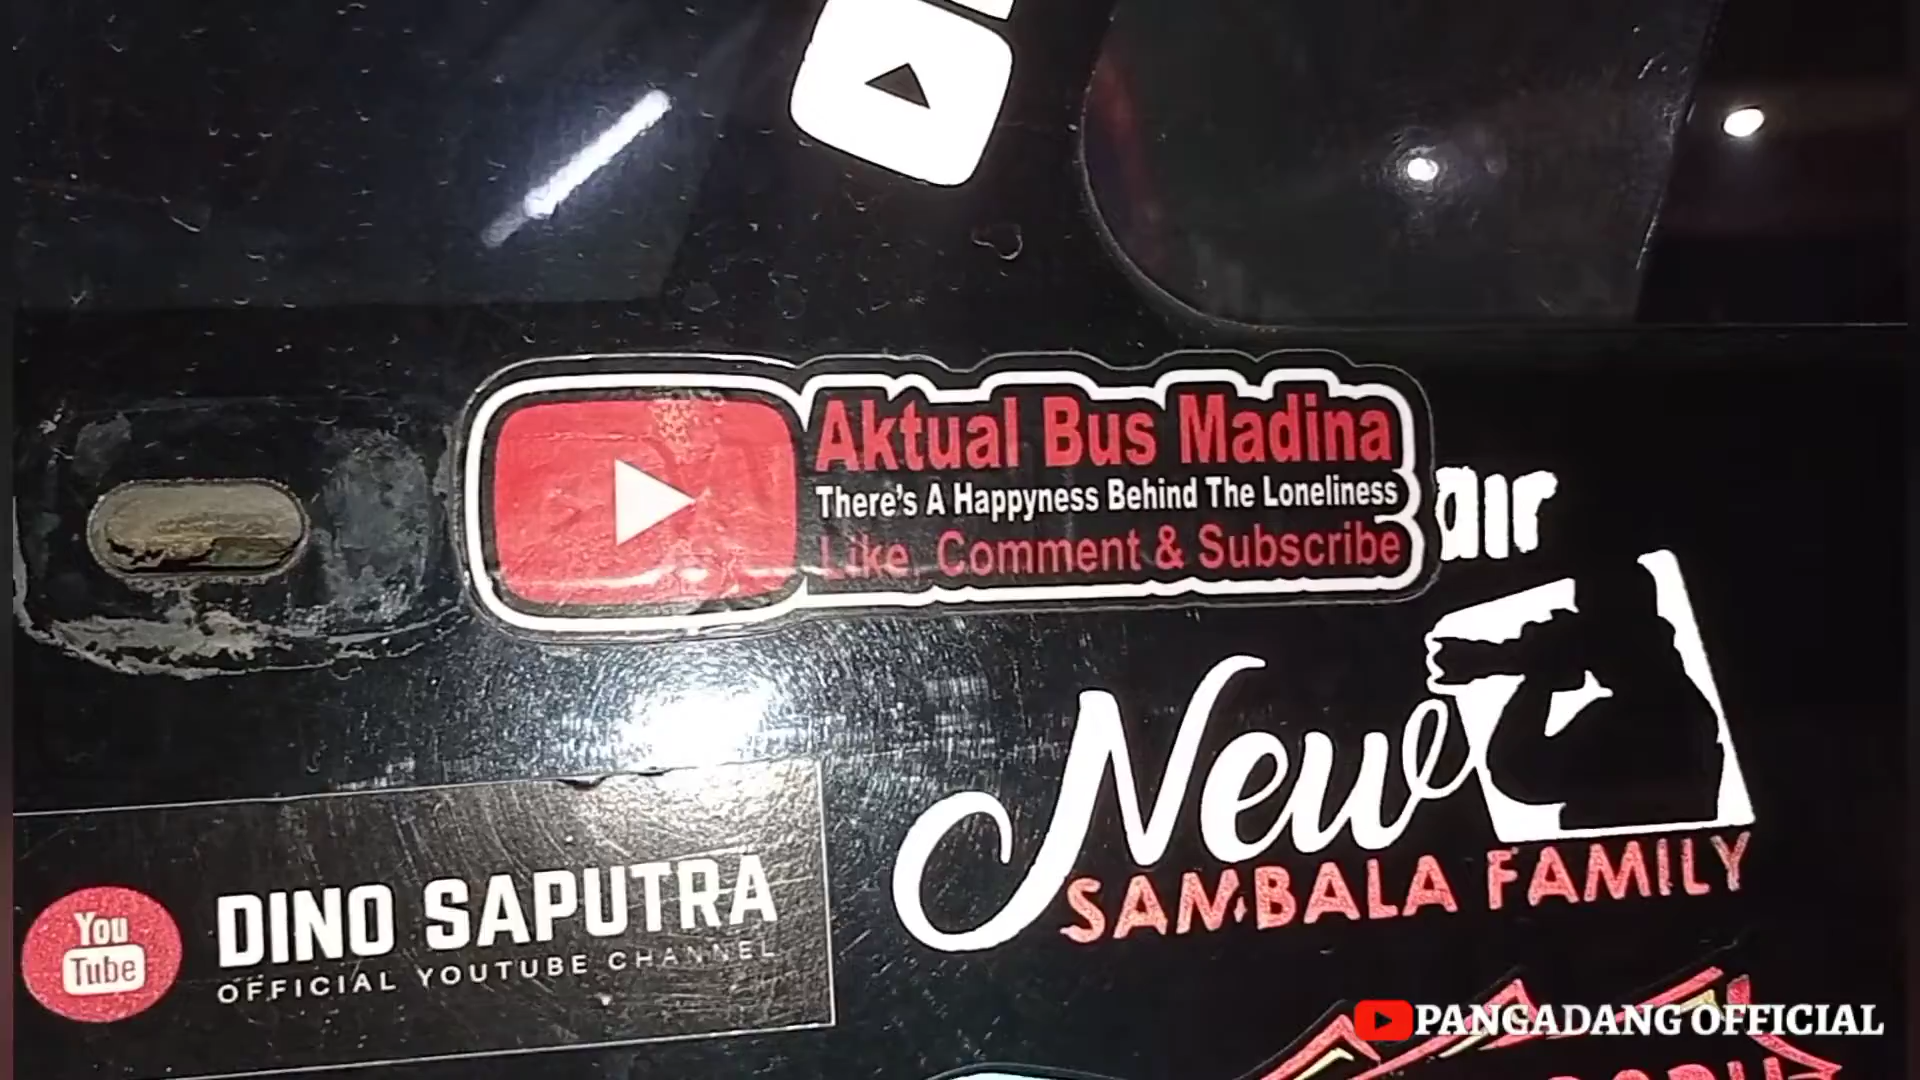 Aktual Bus Madina
There's A Happyness Behind The Loneliness
Like, Comment & Subscribe
air
New
SAMBALA FAMILY
You
Tube
DINO SAPUTRA
OFFICIAL YOUTUBE CHANNEL
PANGADANG OFFICIAL